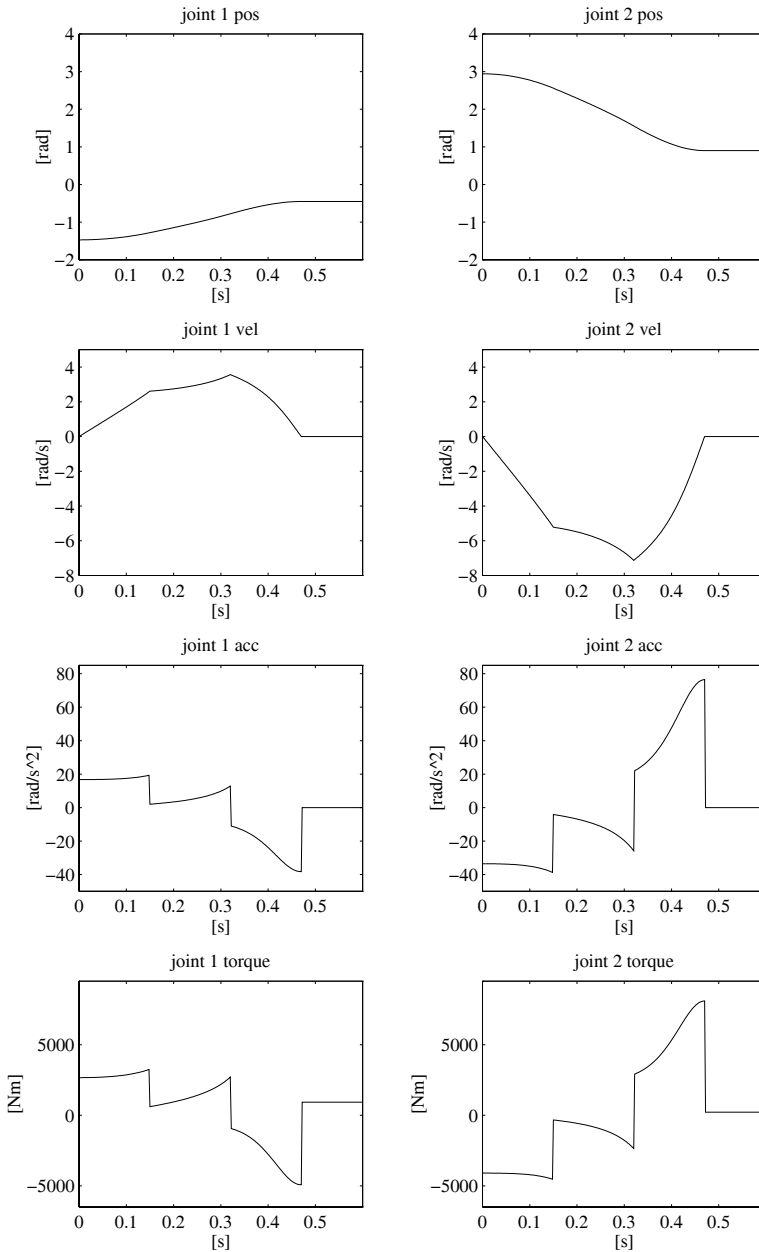 joint 1 pos
4
3
2
1
0
−1
−2
[rad]
0 0.1 0.2 0.3 0.4 0.5
[s]
joint 2 pos
4
3
2
1
0
−1
−2
[rad]
0 0.1 0.2 0.3 0.4 0.5
[s]
joint 1 vel
4
2
0
−2
−4
−6
−8
[rad/s]
0 0.1 0.2 0.3 0.4 0.5
[s]
joint 2 vel
4
2
0
−2
−4
−6
−8
[rad/s]
0 0.1 0.2 0.3 0.4 0.5
[s]
joint 1 acc
80
60
40
20
0
−20
−40
[rad/s^2]
0 0.1 0.2 0.3 0.4 0.5
[s]
joint 2 acc
80
60
40
20
0
−20
−40
[rad/s^2]
0 0.1 0.2 0.3 0.4 0.5
[s]
joint 1 torque
5000
0
−5000
[Nm]
0 0.1 0.2 0.3 0.4 0.5
[s]
joint 2 torque
5000
0
−5000
[Nm]
0 0.1 0.2 0.3 0.4 0.5
[s]